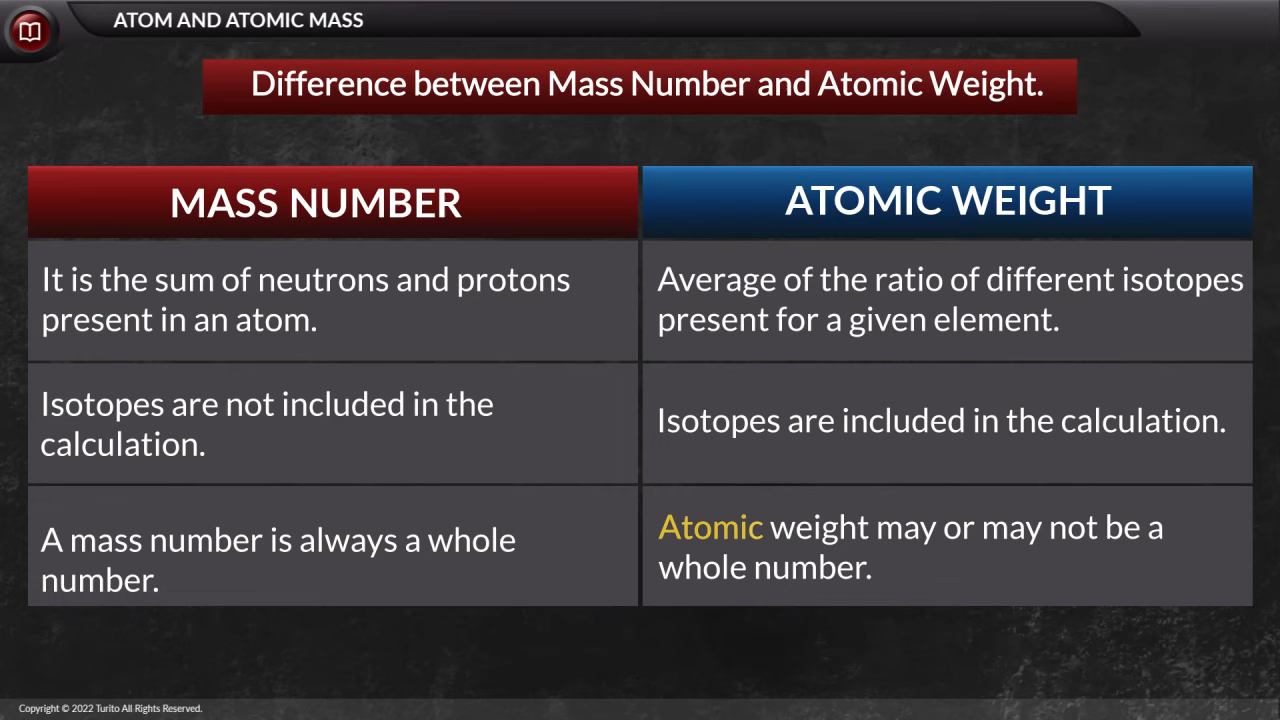 ATOM AND ATOMIC MASS
Difference between Mass Number and Atomic Weight.
MASS NUMBER
ATOMIC WEIGHT
It is the sum of neutrons and protons
present in an atom.
Average of the ratio of different isotopes
present for a given element.
Isotopes are not included in the
calculation.
Isotopes are included in the calculation.
A mass number is always a whole
number.
Atomic weight may or may not be a
whole number.
Copyright © 2022 Turito All Rights Reserved.